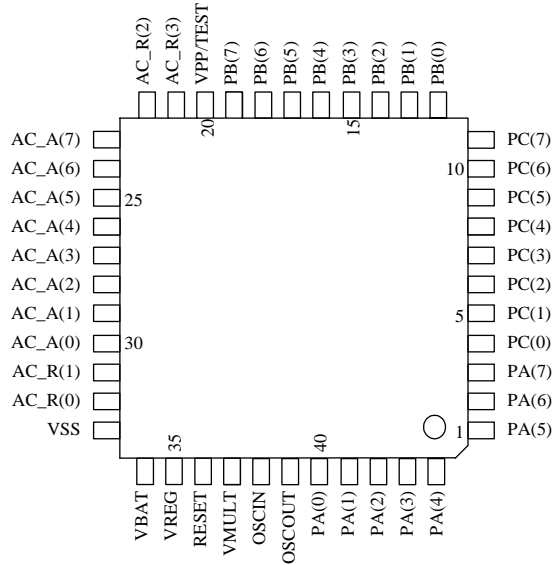 AC_R(2)
AC_R(3)
VPP/TEST
PB(7)
PB(6)
PB(5)
PB(4)
PB(3)
PB(2)
PB(1)
PB(0)
20
15
AC_A(7)
AC_A(6)
AC_A(5)
AC_A(4)
AC_A(3)
AC_A(2)
AC_A(1)
AC_A(0)
AC_R(1)
AC_R(0)
VSS
25
30
10
5
1
PC(7)
PC(6)
PC(5)
PC(4)
PC(3)
PC(2)
PC(1)
PC(0)
PA(7)
PA(6)
PA(5)
35
40
VBAT
VREG
RESET
VMULT
OSCIN
OSCOUT
PA(0)
PA(1)
PA(2)
PA(3)
PA(4)